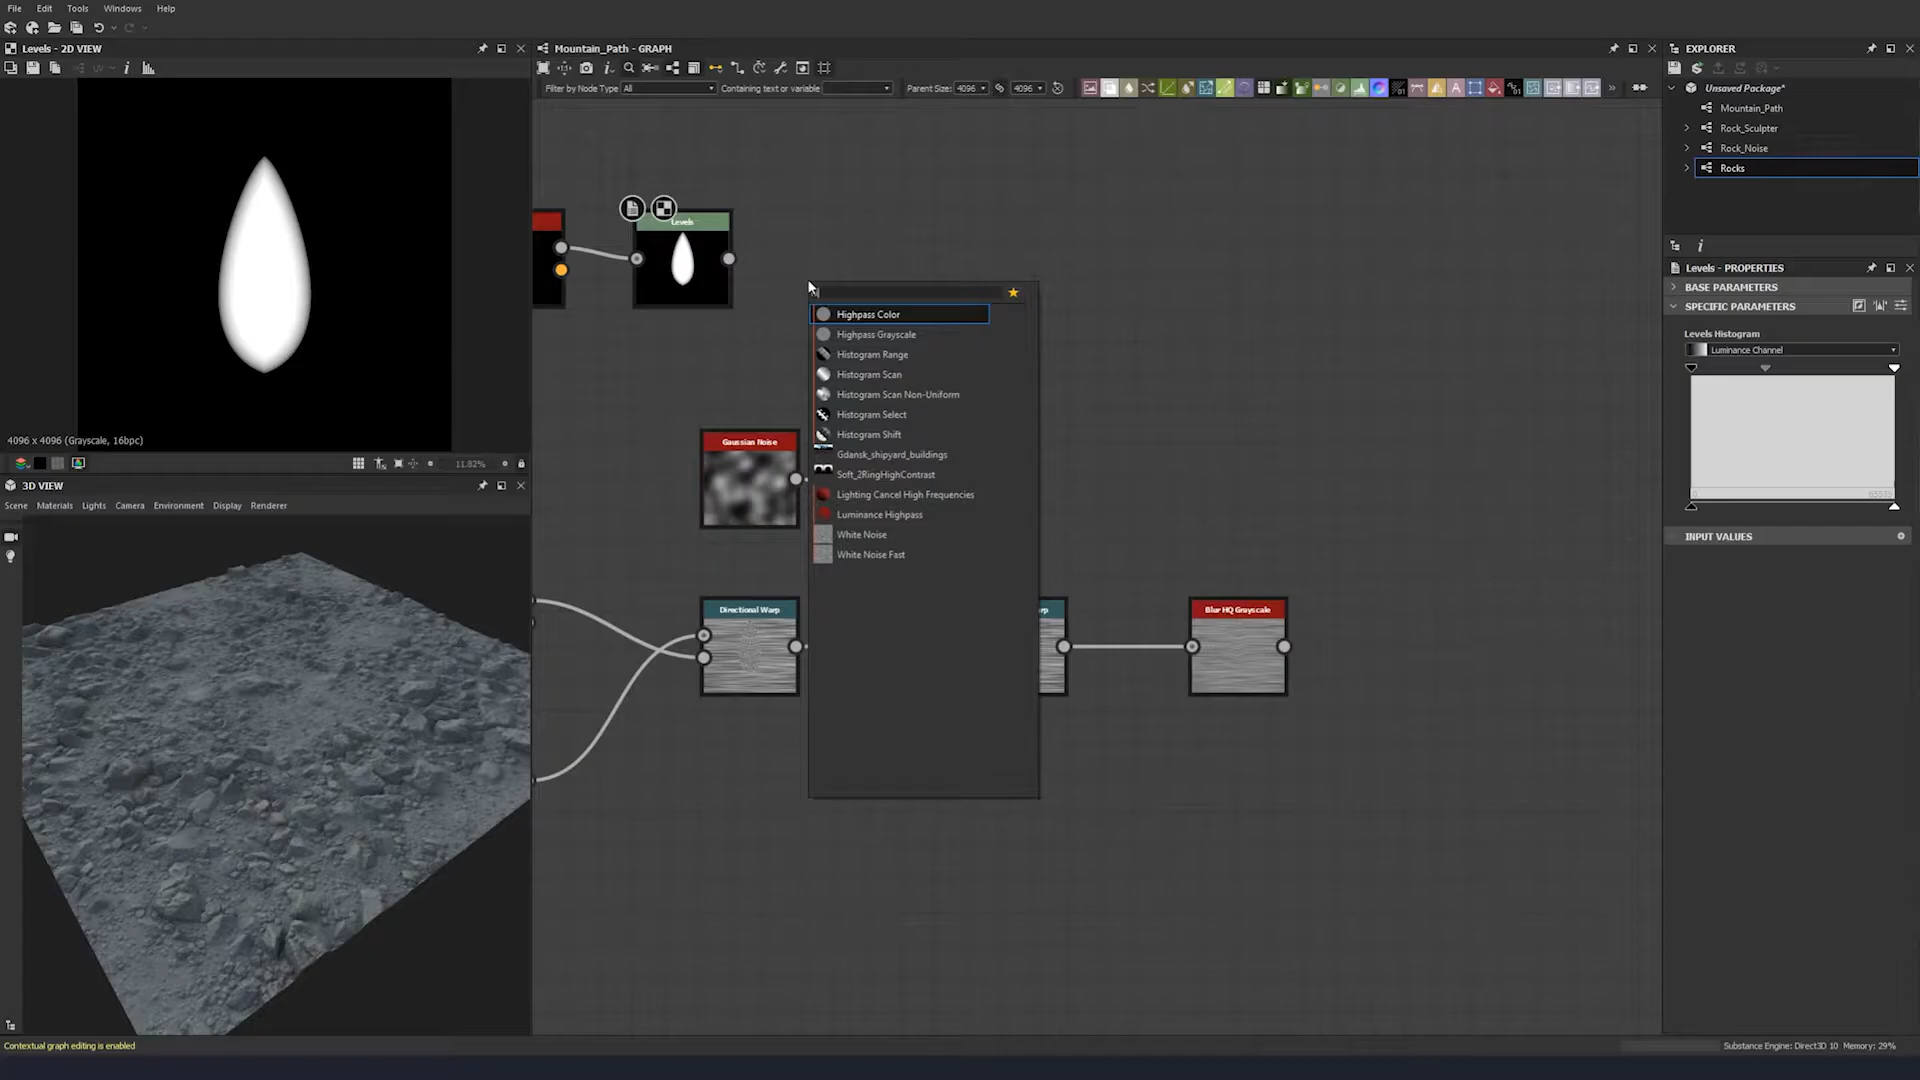 File Edit Tools Windows Help
Levels - 2D VIEW
Mountain_Path - GRAPH
EXPLORER
Filter by Node Type All Containing text or variable Parent Size: 4096 4096
Unsaved Package*
Mountain_Path
Rock_Sculpter
Rock_Noise
Rocks
Levels
Levels - PROPERTIES
BASE PARAMETERS
SPECIFIC PARAMETERS
Levels Histogram
Luminance Channel
0 65535
INPUT VALUES
Highpass Color
Highpass Grayscale
Histogram Range
Histogram Scan
Histogram Scan Non-Uniform
Histogram Select
Histogram Shift
Gdansk_shipyard_buildings
Soft_2RingHighContrast
Lighting Cancel High Frequencies
Luminance Highpass
White Noise
White Noise Fast
Gaussian Noise
4096 x 4096 (Grayscale, 16bpc)
11.82%
3D VIEW
Scene Materials Lights Camera Environment Display Renderer
Directional Warp
rp
Blur HQ Grayscale
Contextual graph editing is enabled
Substance Engine: Direct3D 10 Memory: 29%